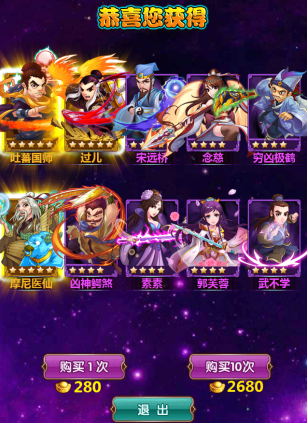 恭喜您获得
吐蕃国师 过儿 宋远桥 念慈 穷凶极鹤
摩尼医仙 凶神鳄煞 素素 郭芙蓉 武不学
购买1次 购买10次
280 2680
退出